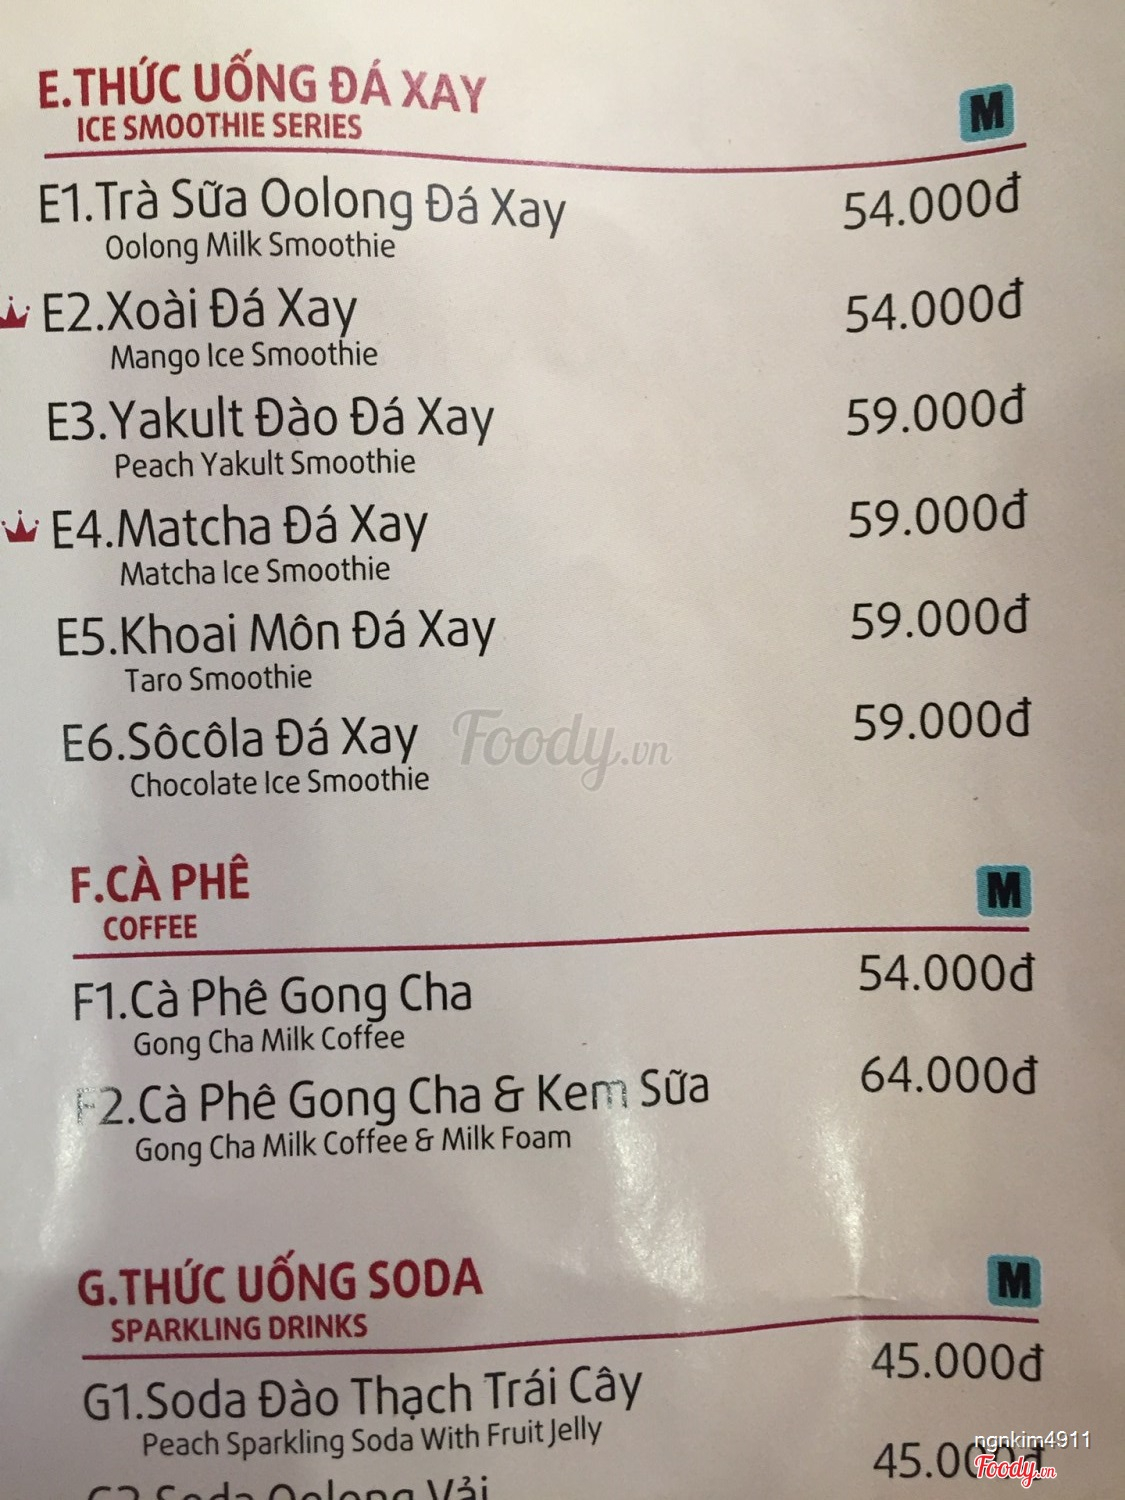 E.THỨC UỐNG ĐÁ XAY
ICE SMOOTHIE SERIES
M
E1.Trà Sữa Oolong Đá Xay 54.000đ
Oolong Milk Smoothie
E2.Xoài Đá Xay 54.000đ
Mango Ice Smoothie
E3.Yakult Đào Đá Xay 59.000đ
Peach Yakult Smoothie
E4.Matcha Đá Xay 59.000đ
Matcha Ice Smoothie
E5.Khoai Môn Đá Xay 59.000đ
Taro Smoothie
E6.Sôcôla Đá Xay 59.000đ
Chocolate Ice Smoothie
Foody.vn
F.CÀ PHÊ
COFFEE
M
F1.Cà Phê Gong Cha 54.000đ
Gong Cha Milk Coffee
F2.Cà Phê Gong Cha & Kem Sữa 64.000đ
Gong Cha Milk Coffee & Milk Foam
G.THỨC UỐNG SODA
SPARKLING DRINKS
M
G1.Soda Đào Thạch Trái Cây 45.000đ
Peach Sparkling Soda With Fruit Jelly
G2.Soda Oolong Vải 45.000đ
ngnkim4911
Foody.vn